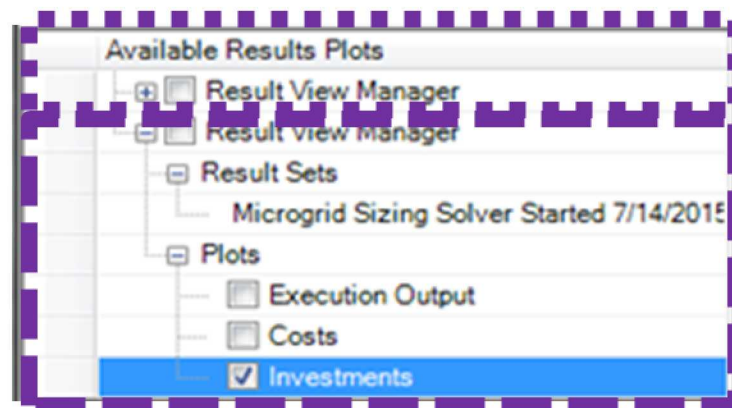 Available Results Plots
Result View Manager
Result View Manager
Result Sets
Microgrid Sizing Solver Started 7/14/2015
Plots
Execution Output
Costs
Investments